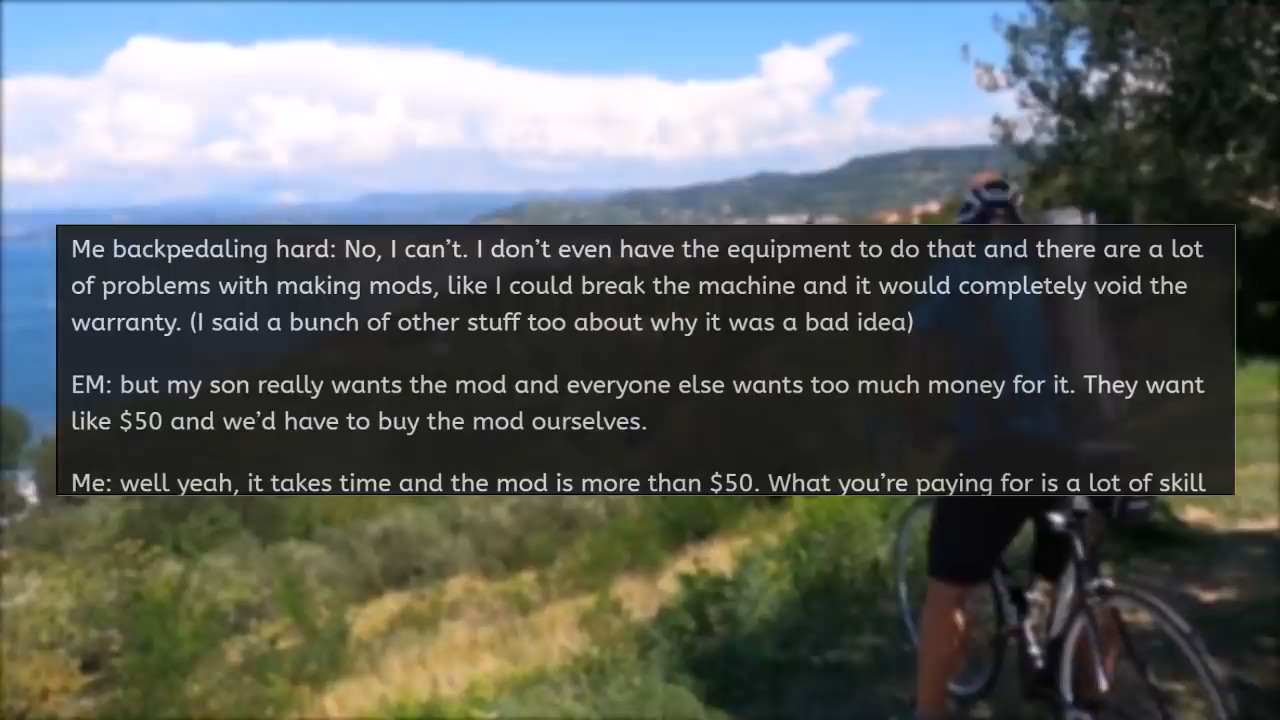 Me backpedaling hard: No, I can’t. I don’t even have the equipment to do that and there are a lot
of problems with making mods, like I could break the machine and it would completely void the
warranty. (I said a bunch of other stuff too about why it was a bad idea)
EM: but my son really wants the mod and everyone else wants too much money for it. They want
like $50 and we’d have to buy the mod ourselves.
Me: well yeah, it takes time and the mod is more than $50. What you’re paying for is a lot of skill